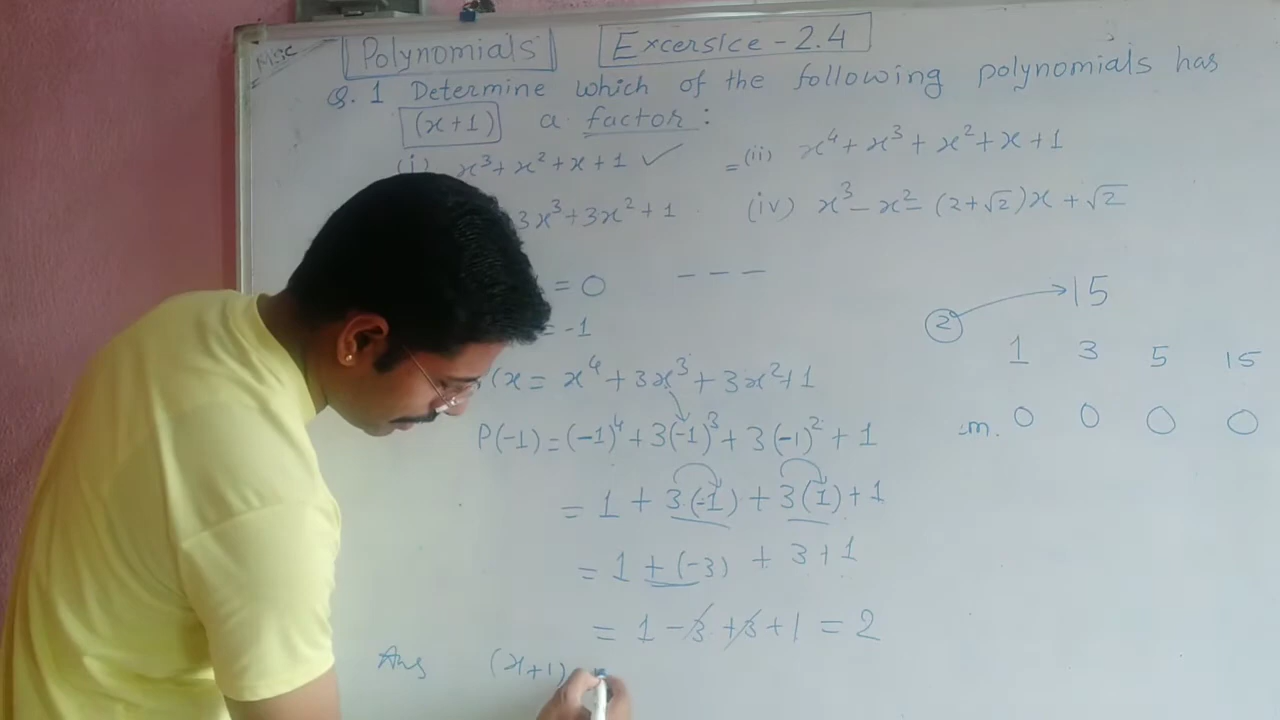 MSC
Polynomials Excersice - 2.4
Q. 1 Determine which of the following polynomials has
(x+1) a factor :
(i) x³ + x² + x + 1 ✓ = (ii) x⁴ + x³ + x² + x + 1
3x³ + 3x² + 1 (iv) x³ - x² - (2+√2)x + √2
= 0 - - -
2 → 15
= -1
1 3 5 15
(x = x⁴ + 3x³ + 3x² + 1
P(-1) = (-1)⁴ + 3(-1)³ + 3(-1)² + 1
m. 0 0 0 0
= 1 + 3(-1) + 3(1) + 1
= 1 + (-3) + 3 + 1
= 1 - 3 + 3 + 1 = 2
Ans (x+1)